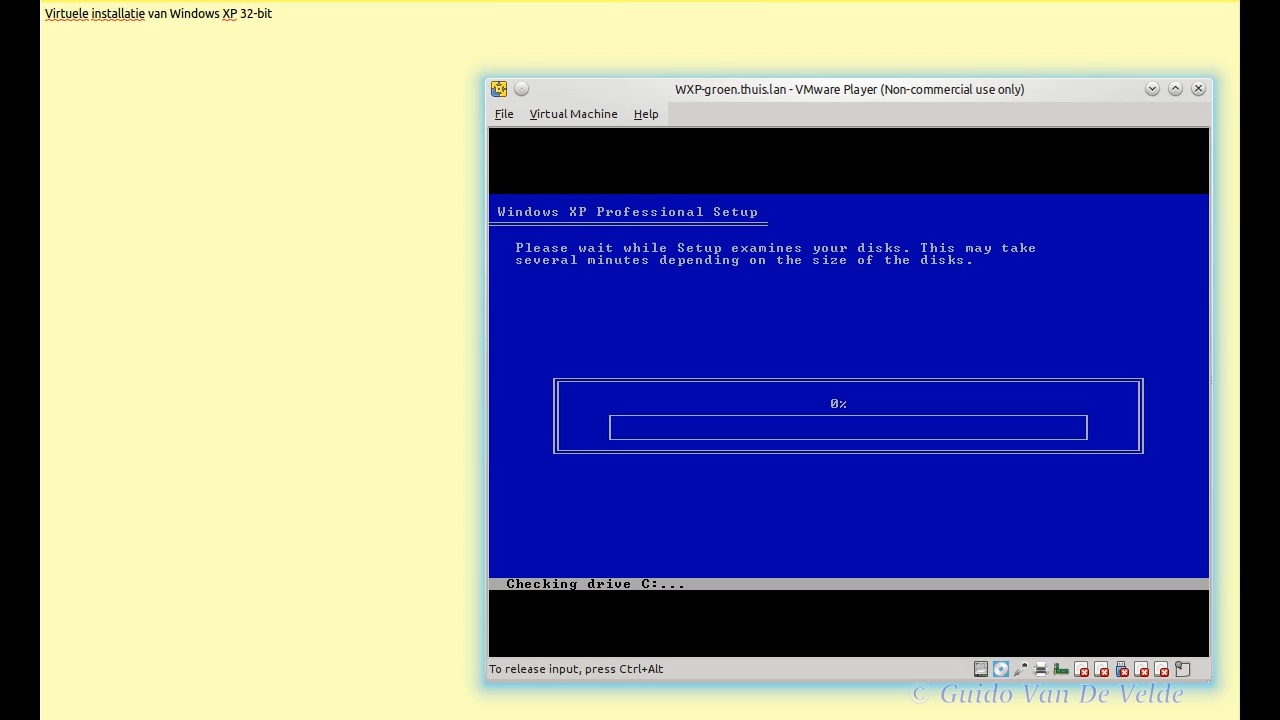 Virtuele installatie van Windows XP 32-bit
WXP-groen.thuis.lan - VMware Player (Non-commercial use only)
File Virtual Machine Help
Windows XP Professional Setup
Please wait while Setup examines your disks. This may take
several minutes depending on the size of the disks.
0%
Checking drive C:...
To release input, press Ctrl+Alt
© Guido Van De Velde